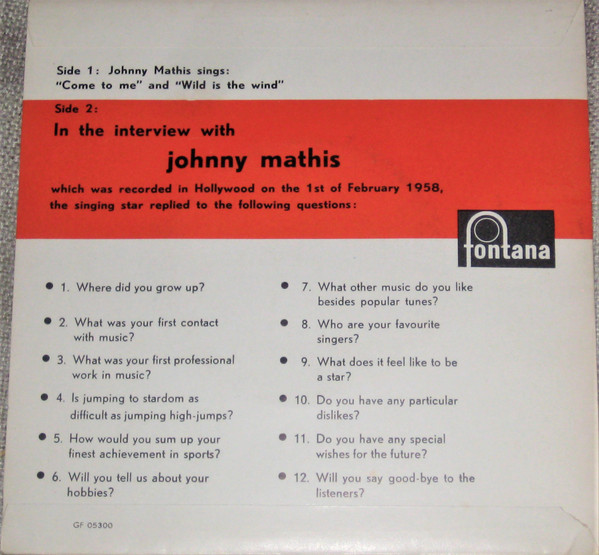 Side 1: Johnny Mathis sings:
“Come to me” and “Wild is the wind”
Side 2:
In the interview with
johnny mathis
which was recorded in Hollywood on the 1st of February 1958,
the singing star replied to the following questions:
fontana
• 1. Where did you grow up?
• 2. What was your first contact
with music?
• 3. What was your first professional
work in music?
• 4. Is jumping to stardom as
difficult as jumping high-jumps?
• 5. How would you sum up your
finest achievement in sports?
• 6. Will you tell us about your
hobbies?
• 7. What other music do you like
besides popular tunes?
• 8. Who are your favourite
singers?
• 9. What does it feel like to be
a star?
• 10. Do you have any particular
dislikes?
• 11. Do you have any special
wishes for the future?
• 12. Will you say good-bye to the
listeners?
GF 05300